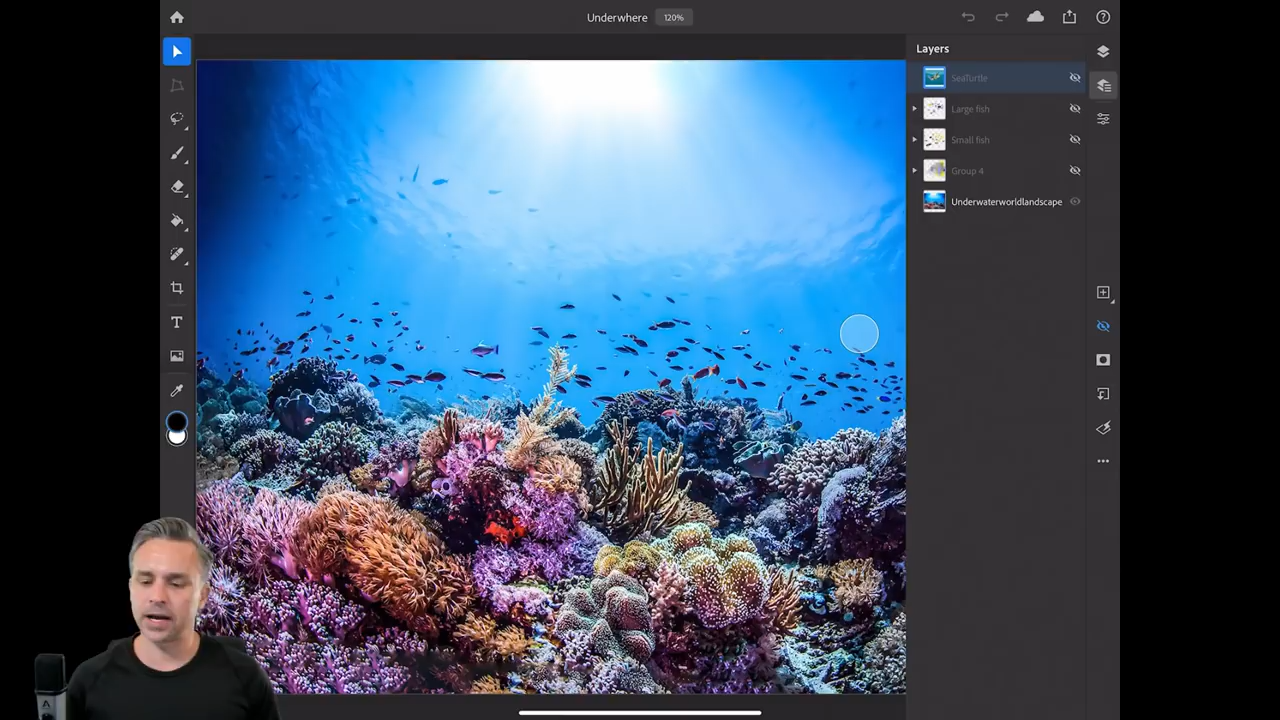 Underwhere 120%
Layers
SeaTurtle
Large fish
Small fish
Group 4
Underwaterworldlandscape